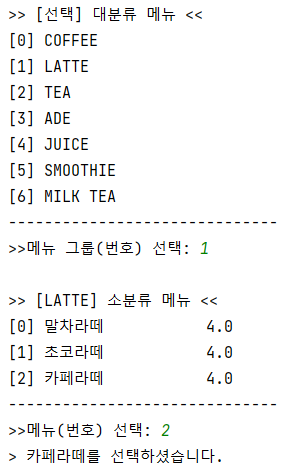 >> [선택] 대분류 메뉴 <<
[0] COFFEE
[1] LATTE
[2] TEA
[3] ADE
[4] JUICE
[5] SMOOTHIE
[6] MILK TEA
------------------------------
>>메뉴 그룹(번호) 선택: 1

>> [LATTE] 소분류 메뉴 <<
[0] 말차라떼 4.0
[1] 초코라떼 4.0
[2] 카페라떼 4.0
------------------------------
>>메뉴(번호) 선택: 2
> 카페라떼를 선택하셨습니다.